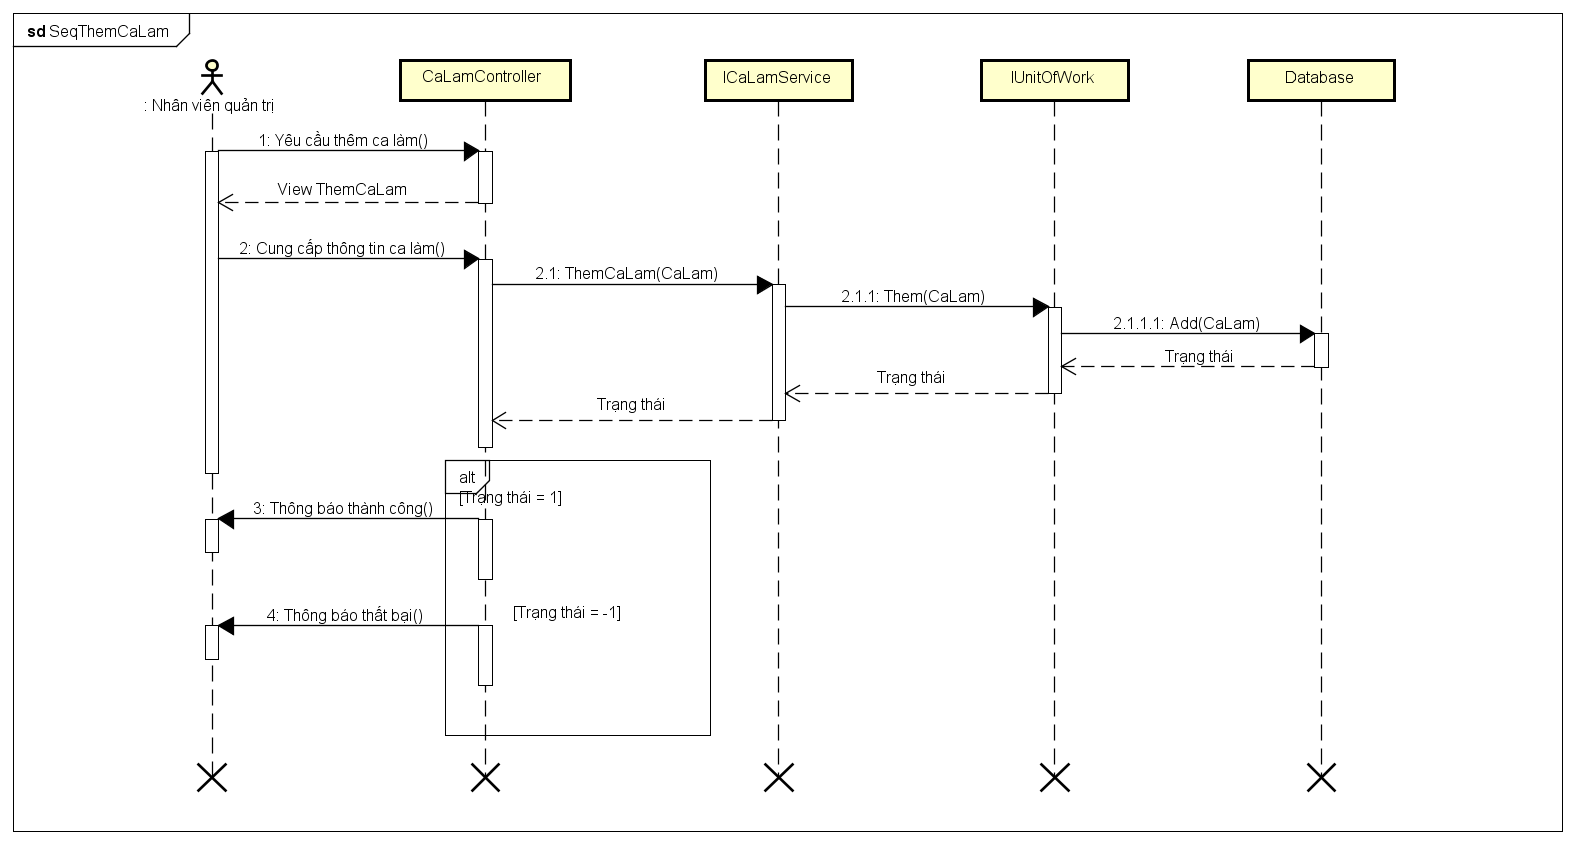 sd SeqThemCaLam
CaLamController
ICaLamService
IUnitOfWork
Database
: Nhân viên quản trị
1: Yêu cầu thêm ca làm()
View ThemCaLam
2: Cung cấp thông tin ca làm()
2.1: ThemCaLam(CaLam)
2.1.1: Them(CaLam)
2.1.1.1: Add(CaLam)
Trạng thái
Trạng thái
Trạng thái
alt
[Trạng thái = 1]
3: Thông báo thành công()
[Trạng thái = -1]
4: Thông báo thất bại()